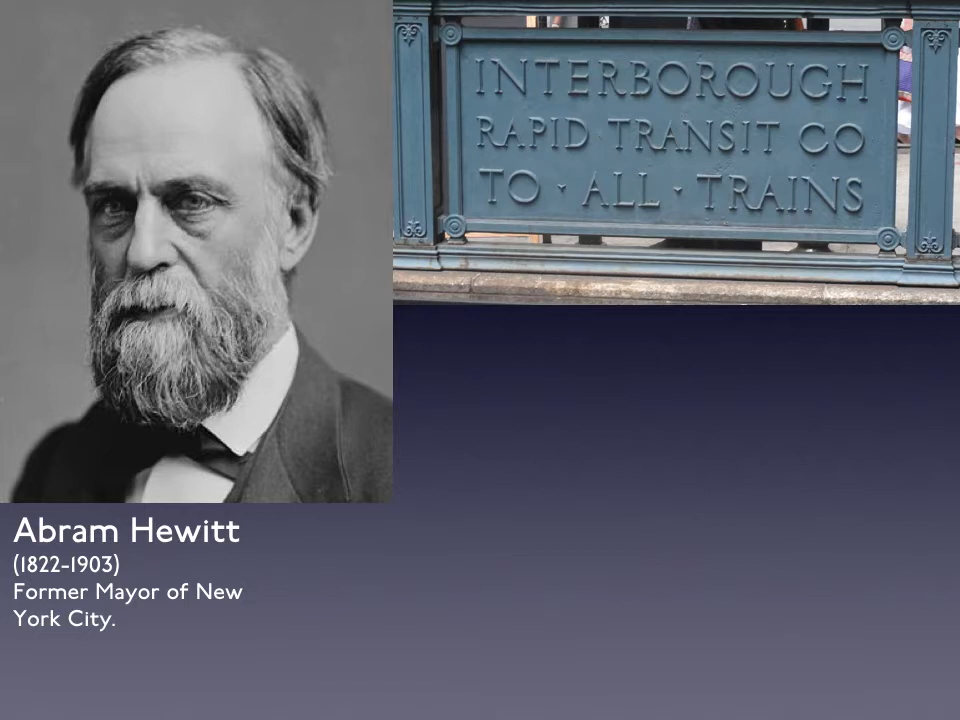 INTERBOROUGH
RAPID TRANSIT CO
TO · ALL · TRAINS
Abram Hewitt
(1822-1903)
Former Mayor of New
York City.